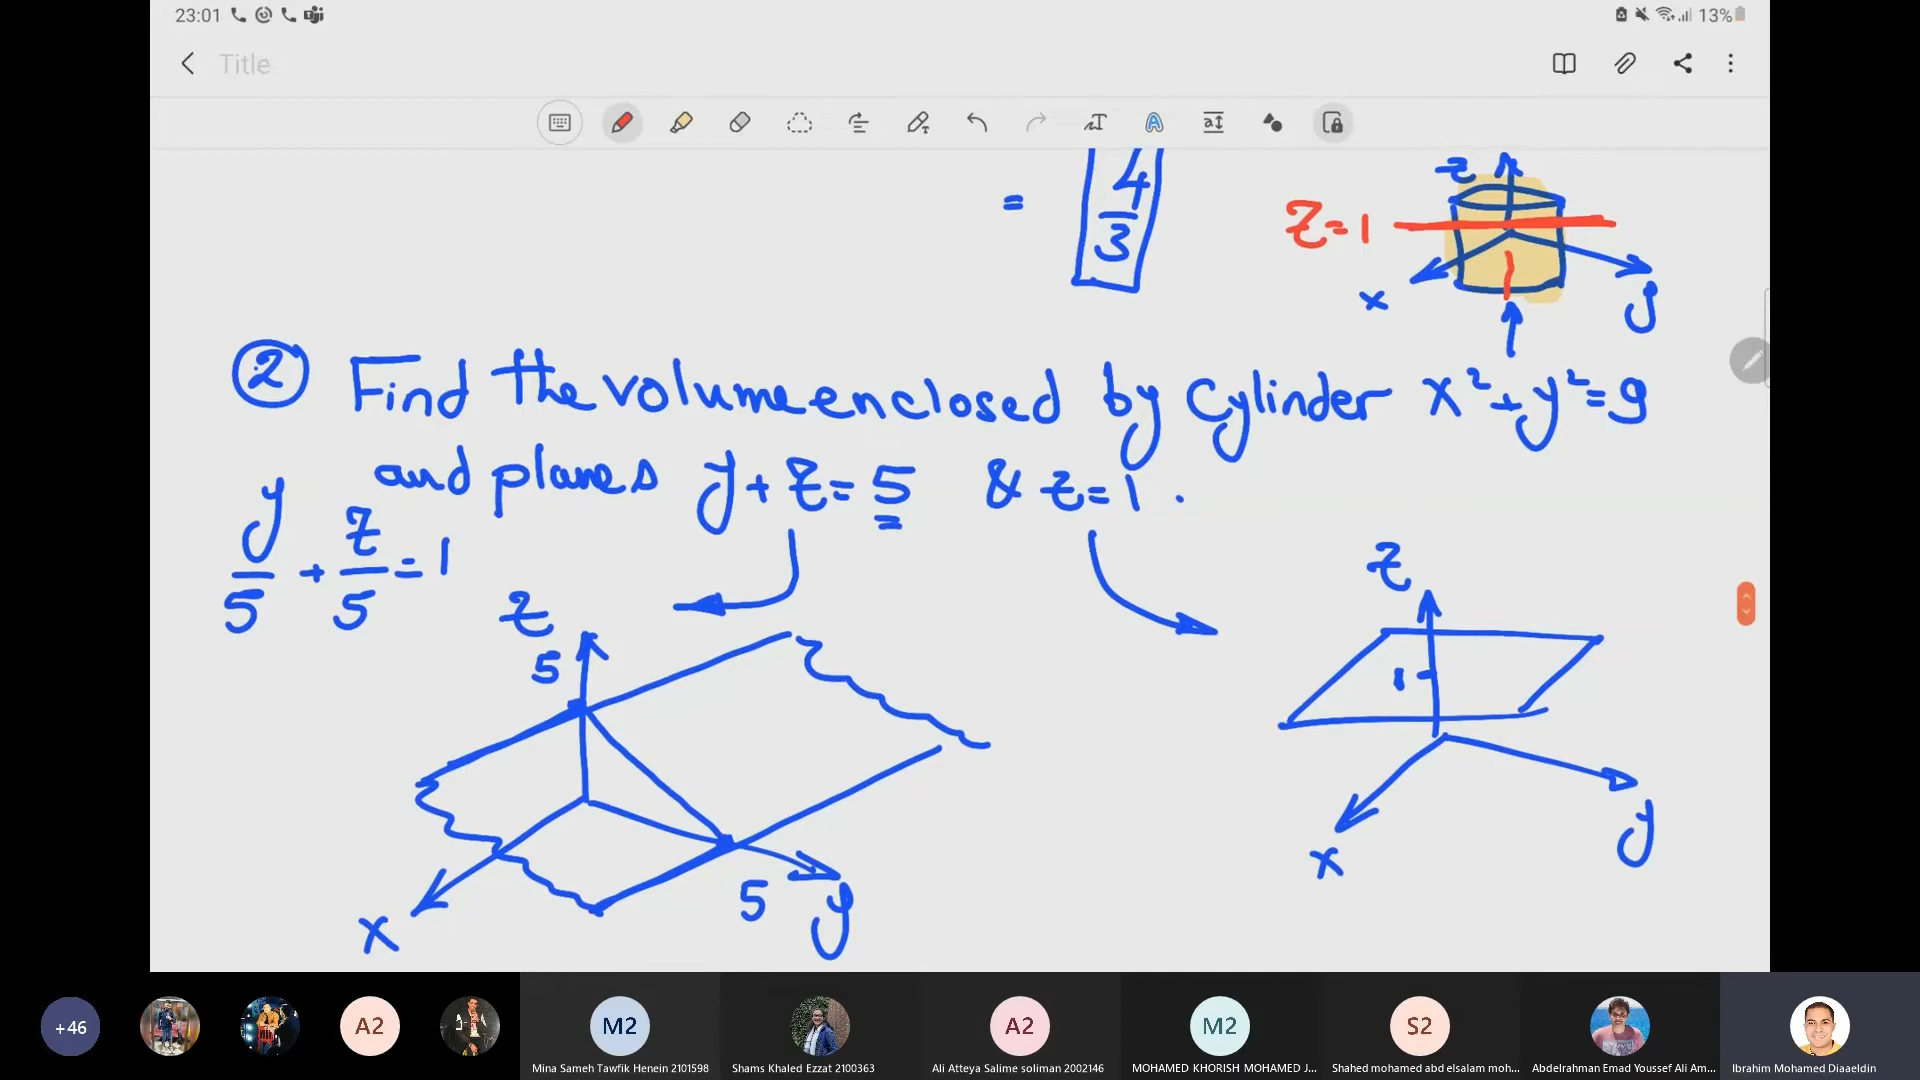 23:01
13%
Title
= 4/3
z
Z=1
x
y
② Find the volume enclosed by cylinder x²+y²=9
and planes y+z=5 & z=1.
y/5 + z/5 = 1
z
5
5
y
x
z
1
x
y
+46
A2
M2
A2
M2
S2
Mina Sameh Tawfik Henein 2101598
Shams Khaled Ezzat 2100363
Ali Atteya Salime soliman 2002146
MOHAMED KHORISH MOHAMED J...
Shahed mohamed abd elsalam moh...
Abdelrahman Emad Youssef Ali Am...
Ibrahim Mohamed Diaaeldin